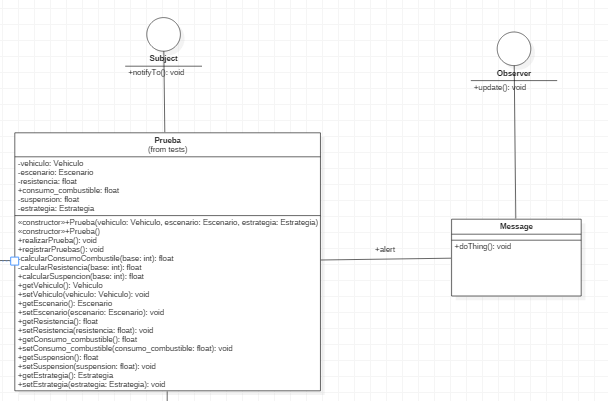 Subject
+notifyTo(): void
Observer
+update(): void
Prueba
(from tests)
-vehiculo: Vehiculo
-escenario: Escenario
-resistencia: float
+consumo_combustible: float
-suspension: float
-estrategia: Estrategia
«constructor»+Prueba(vehiculo: Vehiculo, escenario: Escenario, estrategia: Estrategia)
«constructor»+Prueba()
+realizarPrueba(): void
+registrarPruebas(): void
-calcularConsumoCombustile(base: int): float
-calcularResistencia(base: int): float
+calcularSuspencion(base: int): float
+getVehiculo(): Vehiculo
+setVehiculo(vehiculo: Vehiculo): void
+getEscenario(): Escenario
+setEscenario(escenario: Escenario): void
+getResistencia(): float
+setResistencia(resistencia: float): void
+getConsumo_combustible(): float
+setConsumo_combustible(consumo_combustible: float): void
+getSuspension(): float
+setSuspension(suspension: float): void
+getEstrategia(): Estrategia
+setEstrategia(estrategia: Estrategia): void
+alert
Message
+doThing(): void